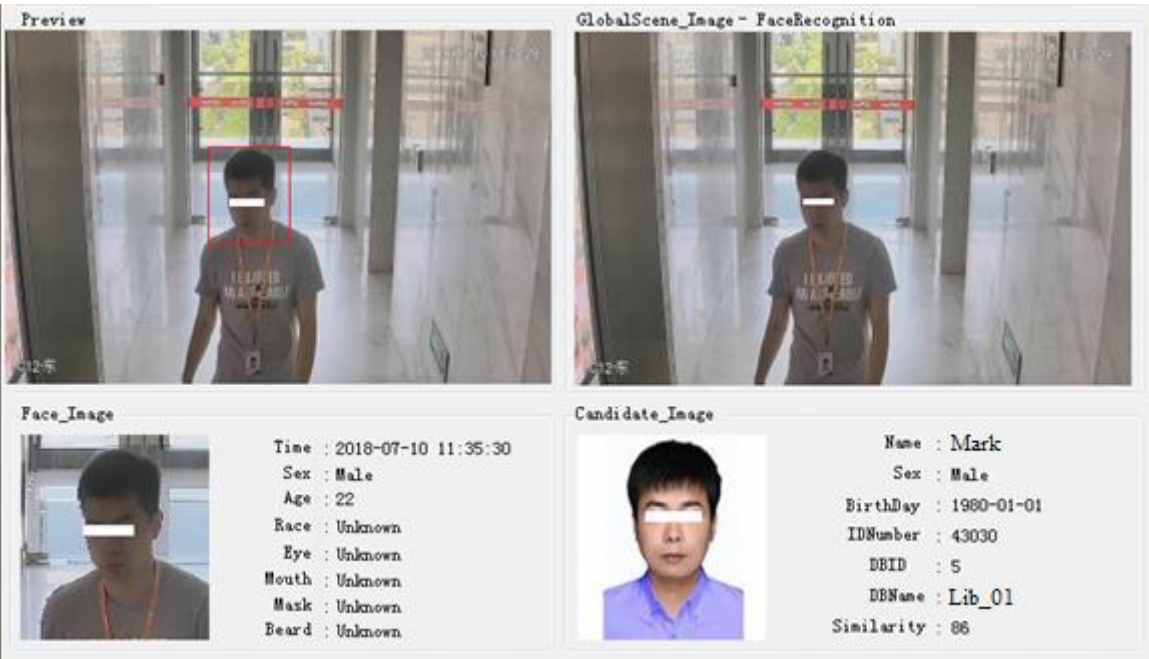 Preview
GlobalScene_Image - FaceRecognition
Face_Image
Time : 2018-07-10 11:35:30
Sex : Male
Age : 22
Race : Unknown
Eye : Unknown
Mouth : Unknown
Mask : Unknown
Beard : Unknown
Candidate_Image
Name : Mark
Sex : Male
BirthDay : 1980-01-01
IDNumber : 43030
DBID : 5
DBName : Lib_01
Similarity : 86